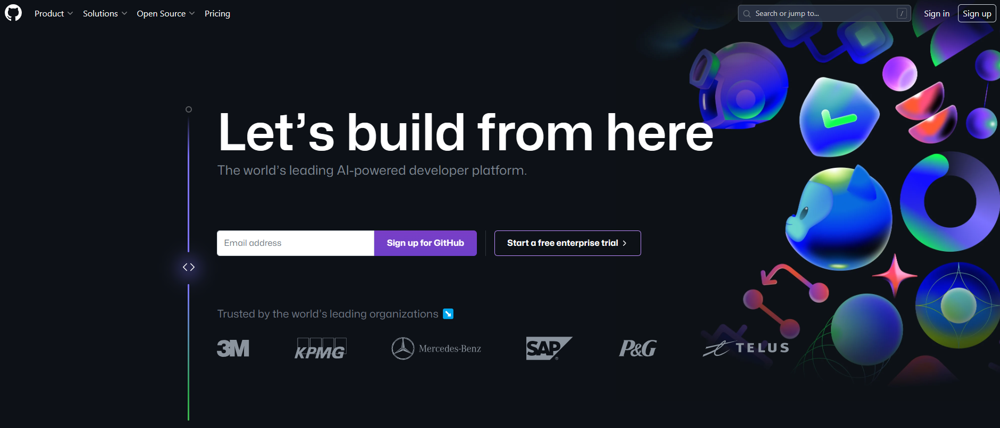 Product Solutions Open Source Pricing Search or jump to... / Sign in Sign up
Let’s build from here
The world’s leading AI-powered developer platform.
Email address Sign up for GitHub Start a free enterprise trial
Trusted by the world’s leading organizations
3M KPMG Mercedes-Benz SAP® P&G TELUS